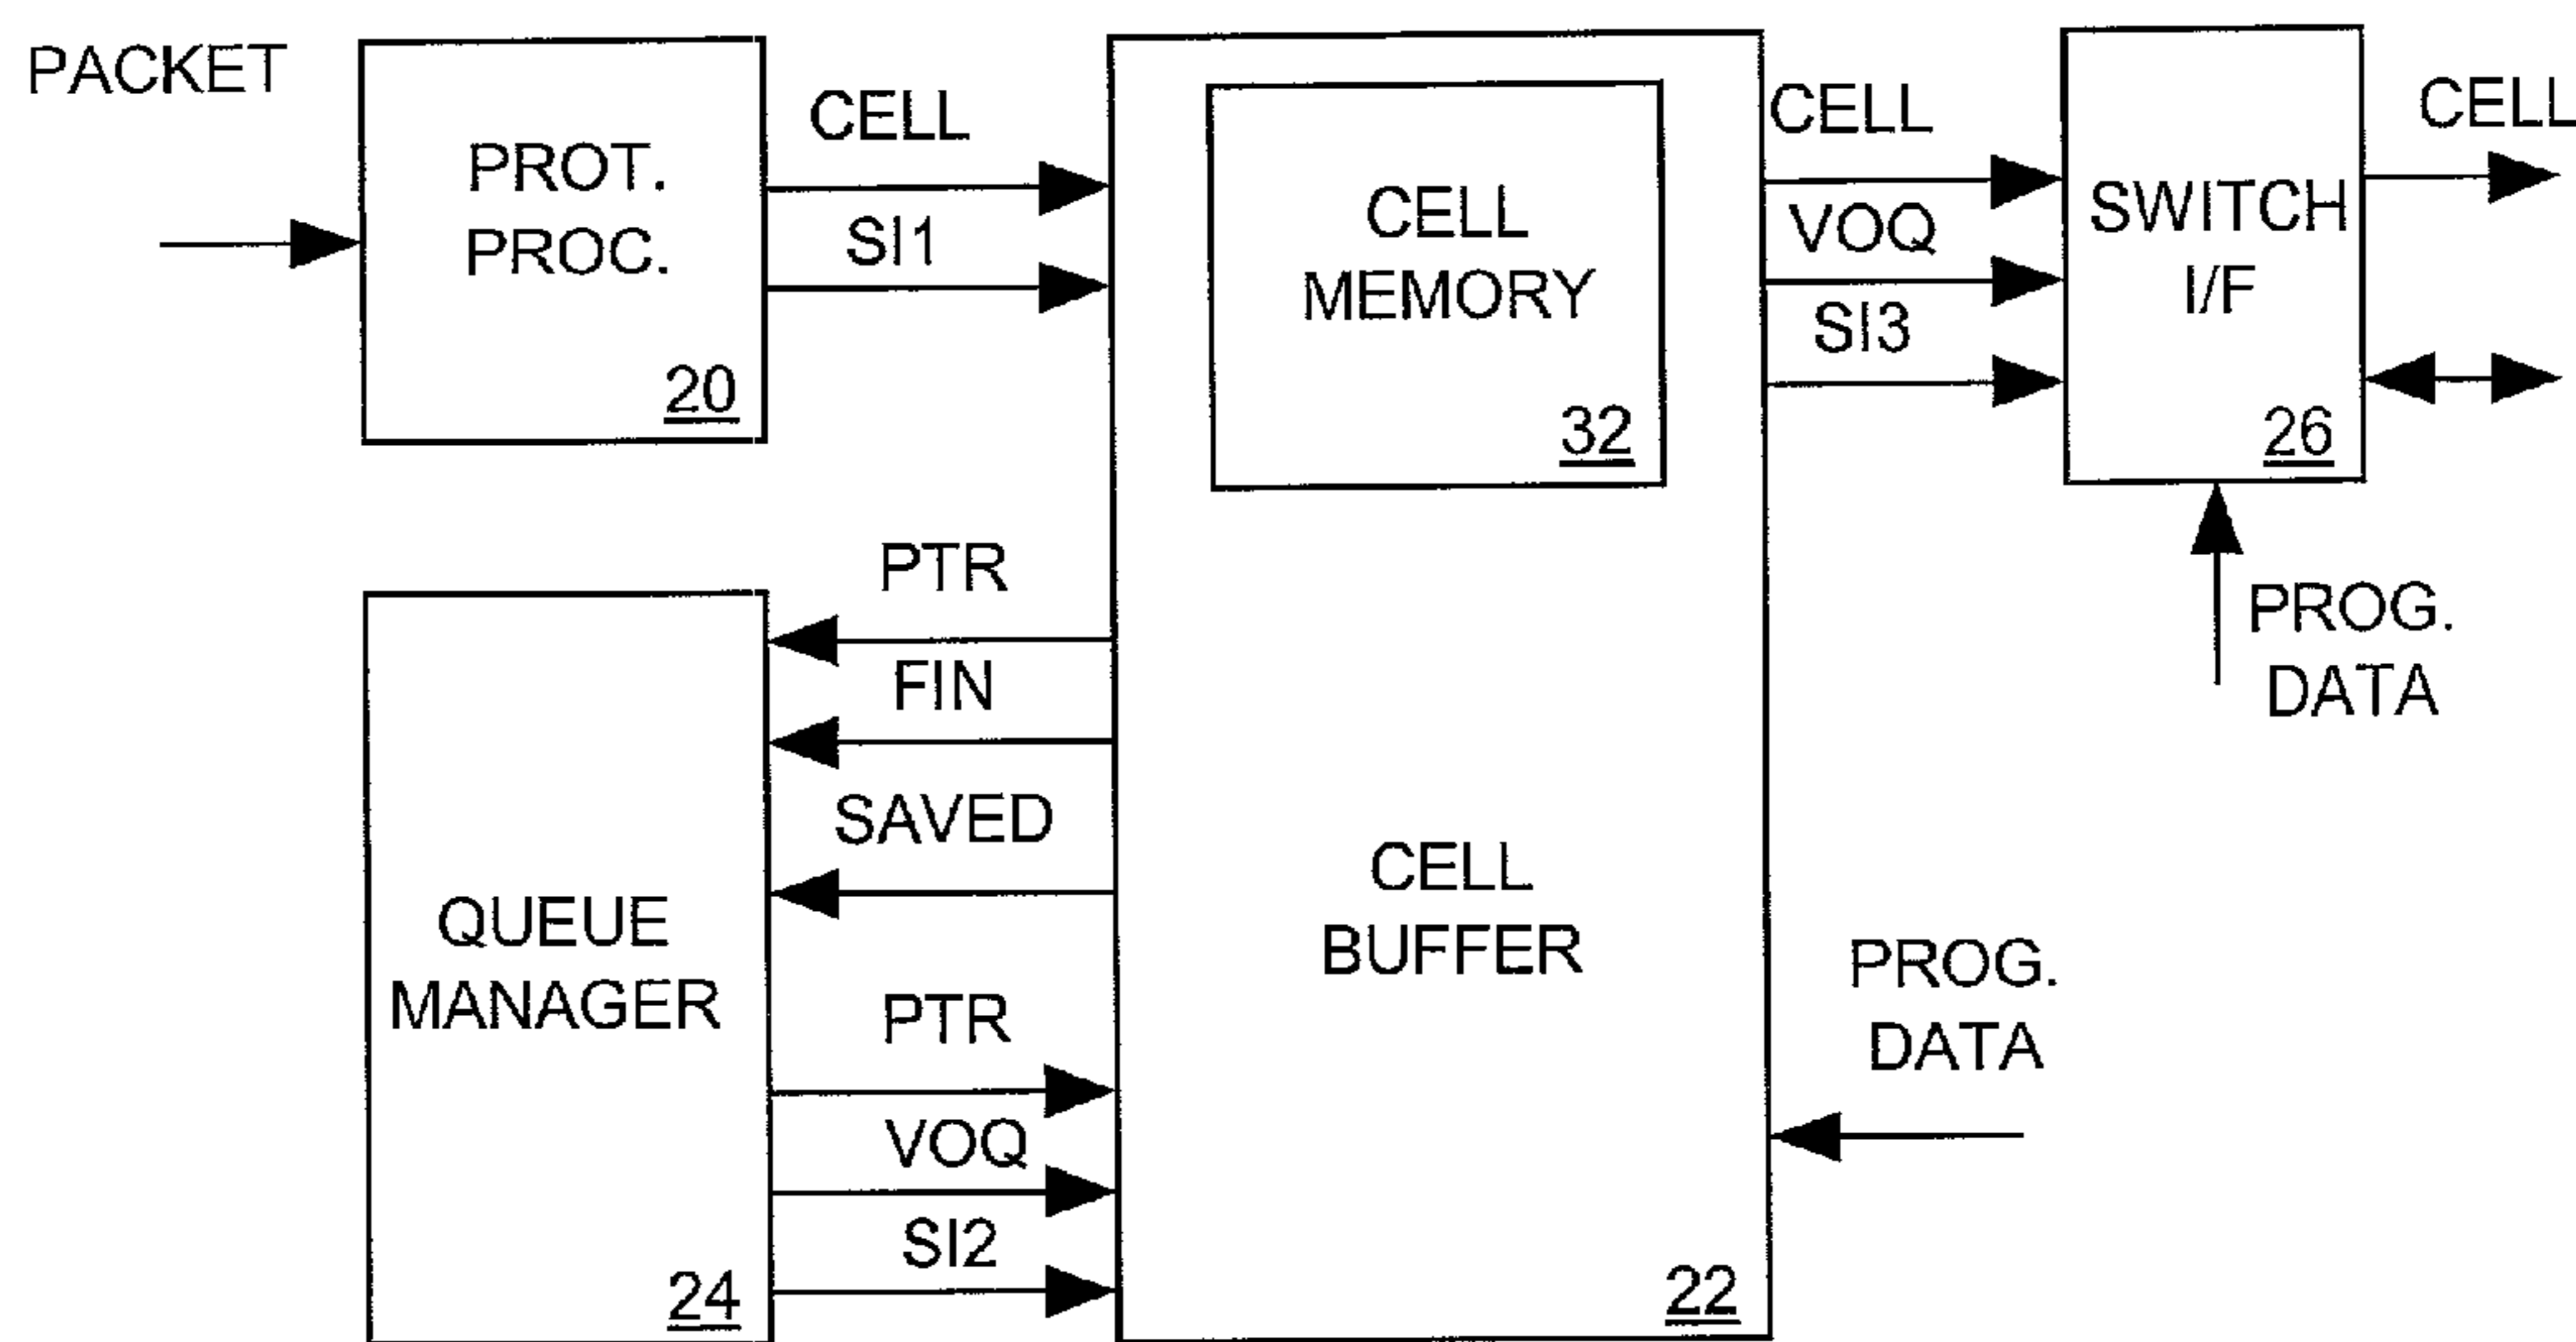 PACKET
PROT.
PROC.
20
CELL
SI1
CELL
MEMORY
32
CELL
VOQ
SI3
SWITCH
I/F
26
CELL
PROG.
DATA
PTR
FIN
SAVED
QUEUE
MANAGER
24
PTR
VOQ
SI2
CELL
BUFFER
22
PROG.
DATA